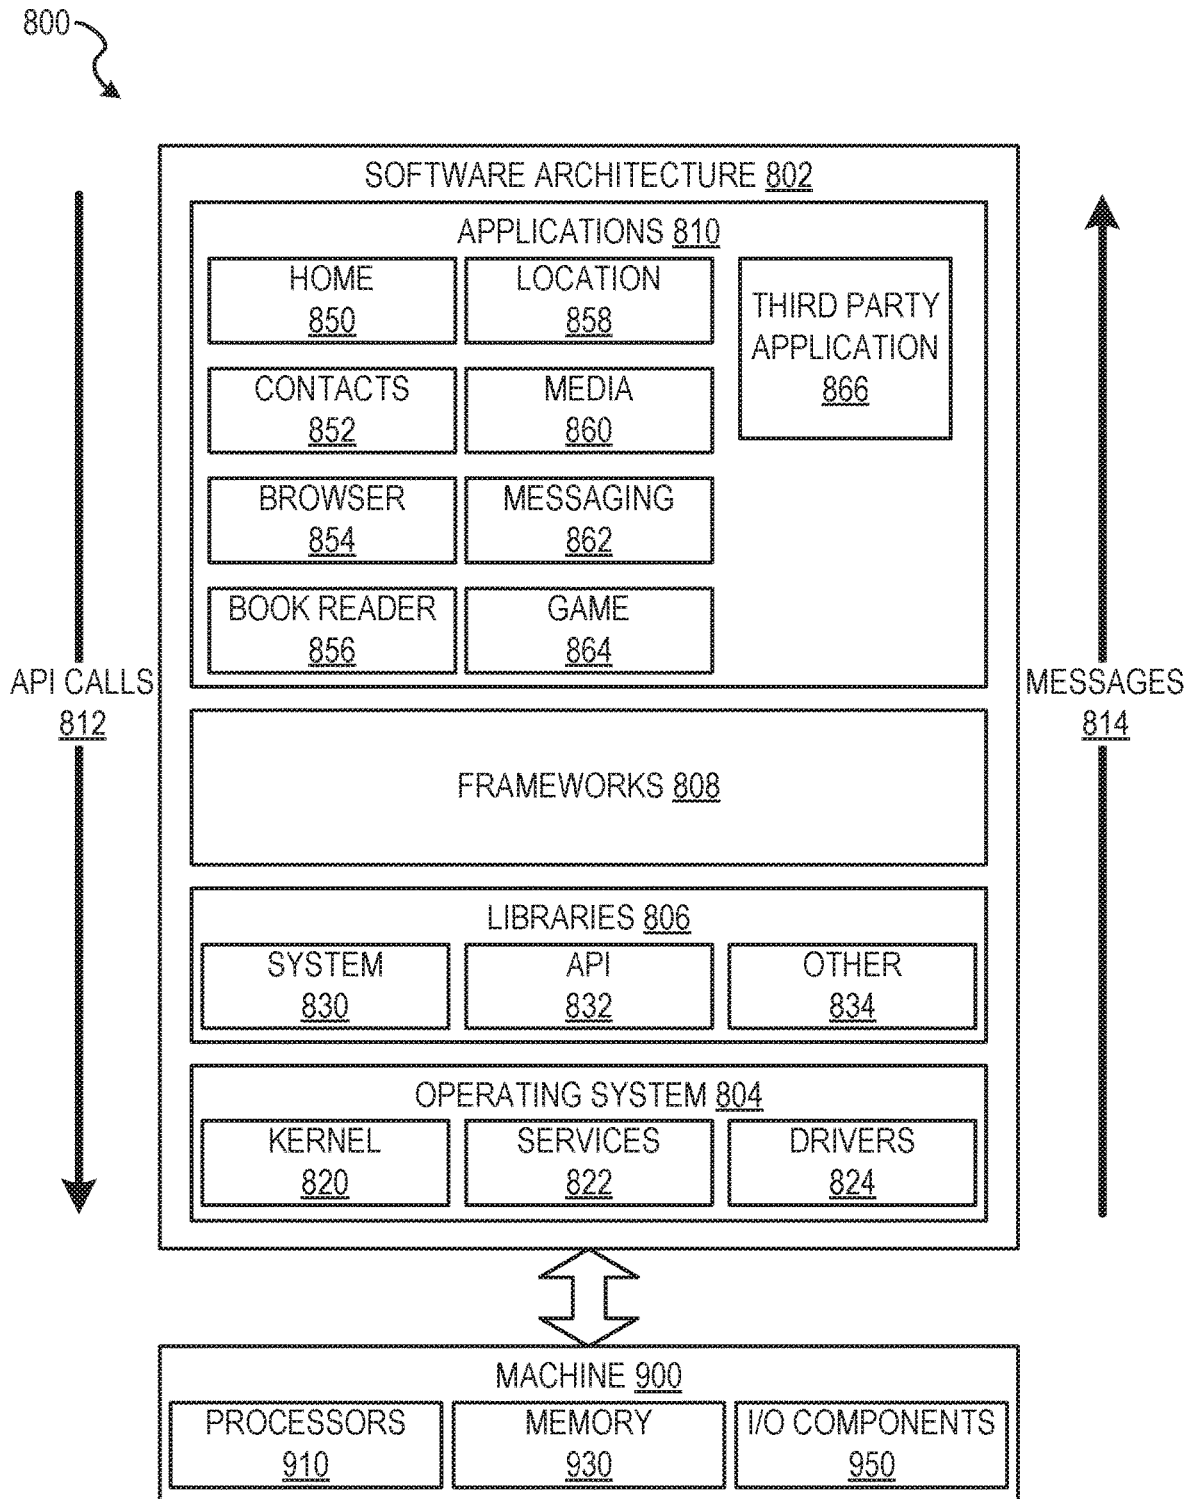 800
SOFTWARE ARCHITECTURE 802
APPLICATIONS 810
HOME
850
LOCATION
858
THIRD PARTY
APPLICATION
866
CONTACTS
852
MEDIA
860
BROWSER
854
MESSAGING
862
BOOK READER
856
GAME
864
API CALLS
812
MESSAGES
814
FRAMEWORKS 808
LIBRARIES 806
SYSTEM
830
API
832
OTHER
834
OPERATING SYSTEM 804
KERNEL
820
SERVICES
822
DRIVERS
824
MACHINE 900
PROCESSORS
910
MEMORY
930
I/O COMPONENTS
950